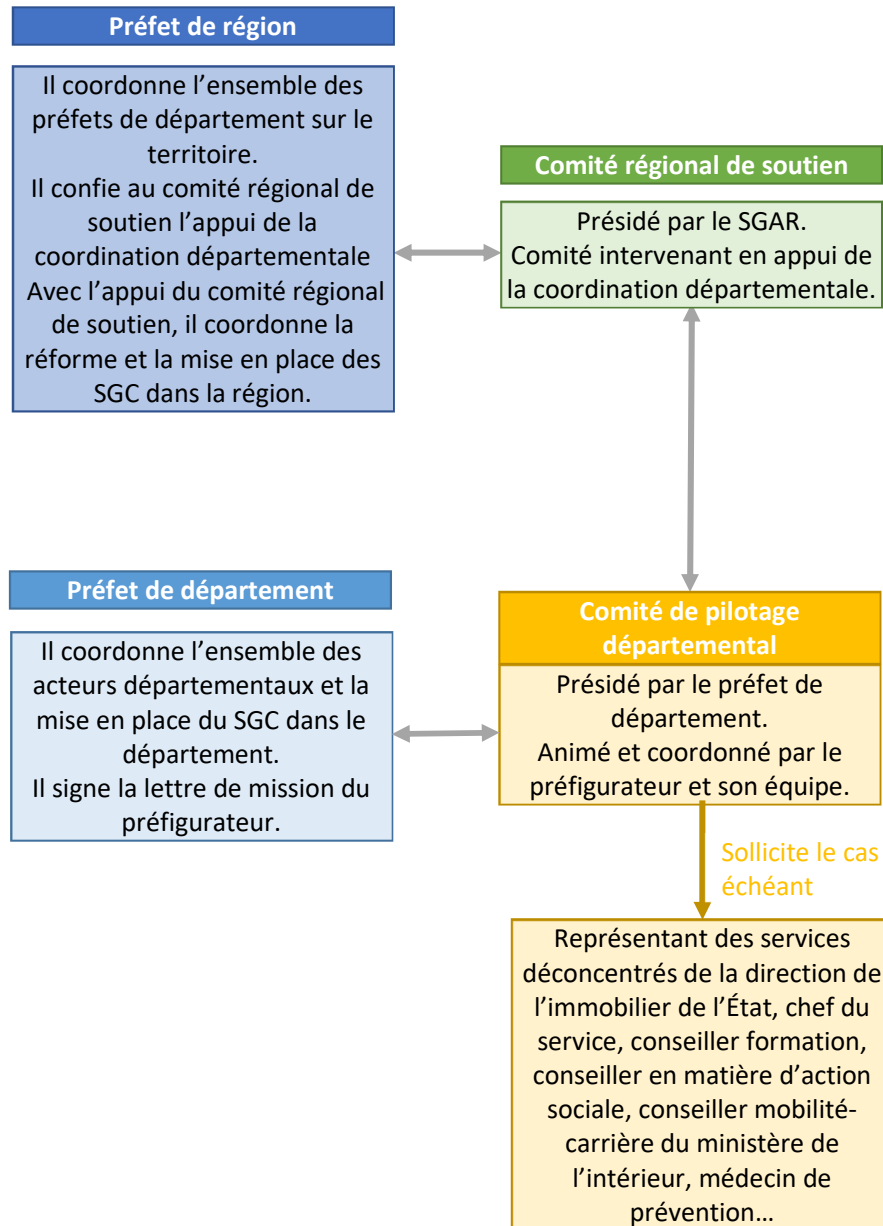 Préfet de région
Il coordonne l’ensemble des
préfets de département sur le
territoire.
Il confie au comité régional de
soutien l’appui de la
coordination départementale
Avec l’appui du comité régional
de soutien, il coordonne la
réforme et la mise en place des
SGC dans la région.
Comité régional de soutien
Présidé par le SGAR.
Comité intervenant en appui de
la coordination départementale.
Préfet de département
Il coordonne l’ensemble des
acteurs départementaux et la
mise en place du SGC dans le
département.
Il signe la lettre de mission du
préfigurateur.
Comité de pilotage
départemental
Présidé par le préfet de
département.
Animé et coordonné par le
préfigurateur et son équipe.
Sollicite le cas
échéant
Représentant des services
déconcentrés de la direction de
l’immobilier de l’État, chef du
service, conseiller formation,
conseiller en matière d’action
sociale, conseiller mobilité-
carrière du ministère de
l’intérieur, médecin de
prévention…